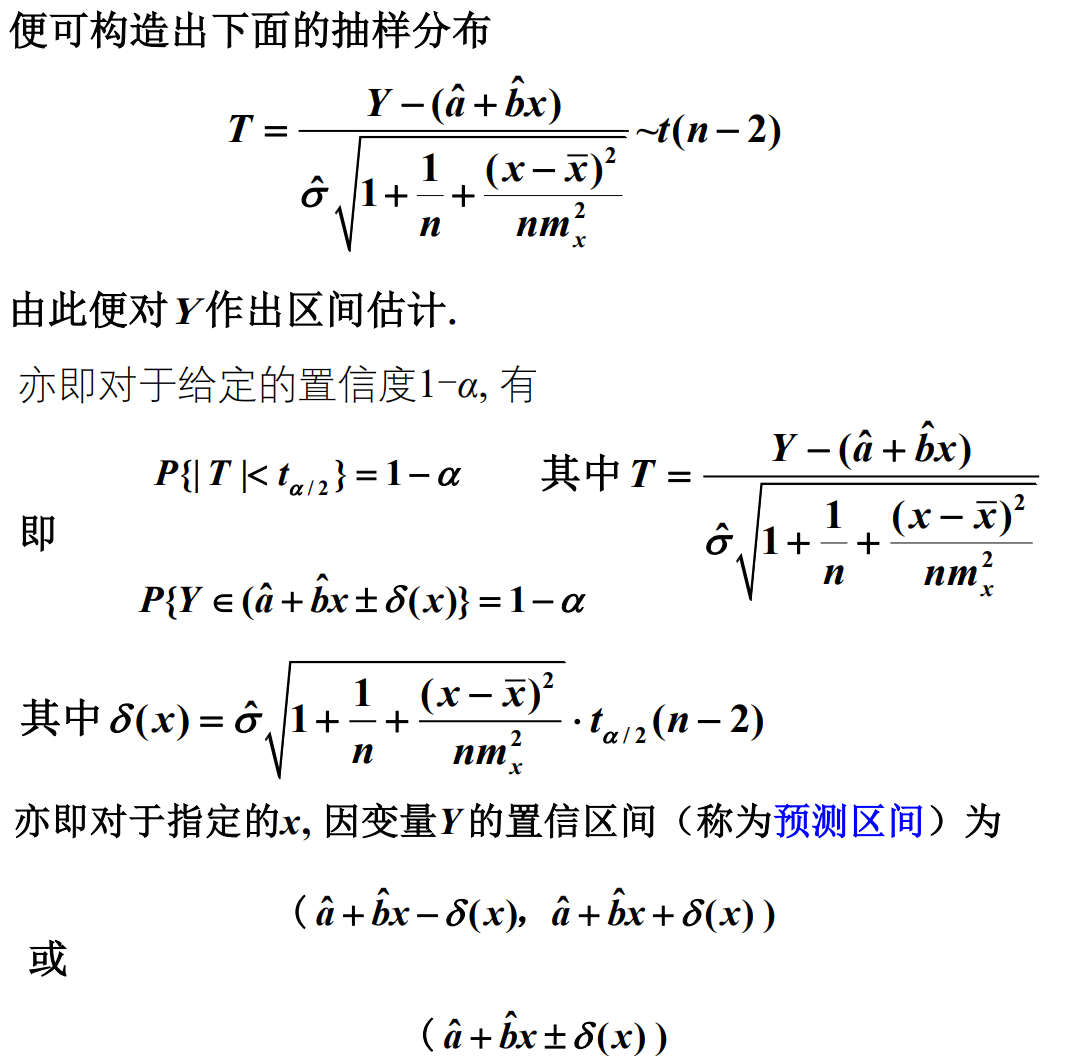 便可构造出下面的抽样分布
T = \frac{Y-(\hat{a}+\hat{b}x)}{\hat{\sigma}\sqrt{1+\frac{1}{n}+\frac{(x-\overline{x})^2}{nm_x^2}}} \sim t(n-2)
由此便对Y作出区间估计.
亦即对于给定的置信度1-α, 有
P\{|T|<t_{\alpha/2}\}=1-\alpha 其中 T = \frac{Y-(\hat{a}+\hat{b}x)}{\hat{\sigma}\sqrt{1+\frac{1}{n}+\frac{(x-\overline{x})^2}{nm_x^2}}}
即
P\{Y\in(\hat{a}+\hat{b}x\pm\delta(x)\}=1-\alpha
其中 \delta(x)=\hat{\sigma}\sqrt{1+\frac{1}{n}+\frac{(x-\overline{x})^2}{nm_x^2}}\cdot t_{\alpha/2}(n-2)
亦即对于指定的x, 因变量Y的置信区间（称为预测区间）为
（\hat{a}+\hat{b}x-\delta(x)，\hat{a}+\hat{b}x+\delta(x)）
或
（\hat{a}+\hat{b}x\pm\delta(x)）